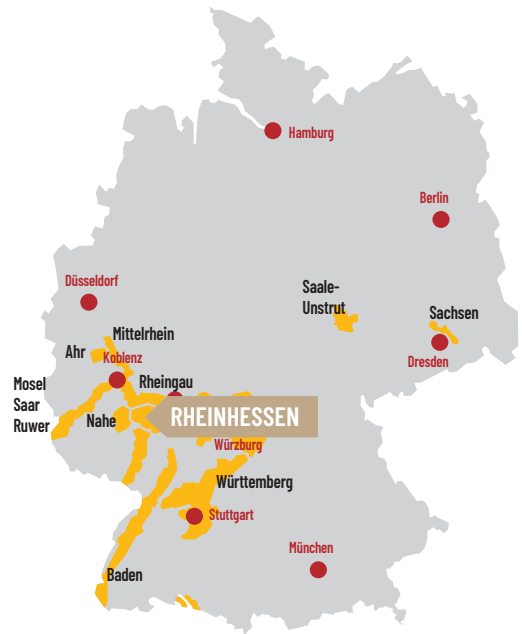 Hamburg
Berlin
Düsseldorf
Saale-
Unstrut
Sachsen
Mittelrhein
Ahr
Koblenz
Dresden
Rheingau
Mosel
Saar
Ruwer
Nahe
RHEINHESSEN
Würzburg
Württemberg
Stuttgart
München
Baden